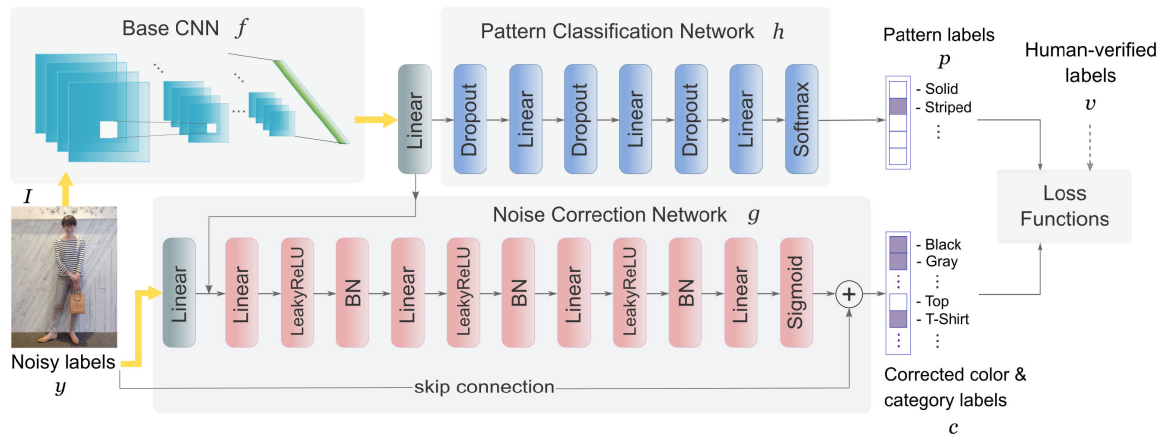 Base CNN f
Pattern Classification Network h
Linear
Dropout
Linear
Dropout
Linear
Dropout
Linear
Softmax
Pattern labels
p
- Solid
- Striped
⋮
Human-verified
labels
v
Loss
Functions
I
Noisy labels
y
Noise Correction Network g
Linear
Linear
LeakyReLU
BN
Linear
LeakyReLU
BN
Linear
LeakyReLU
BN
Linear
Sigmoid
+
skip connection
- Black
- Gray
⋮ ⋮
- Top
- T-Shirt
⋮ ⋮
Corrected color &
category labels
c